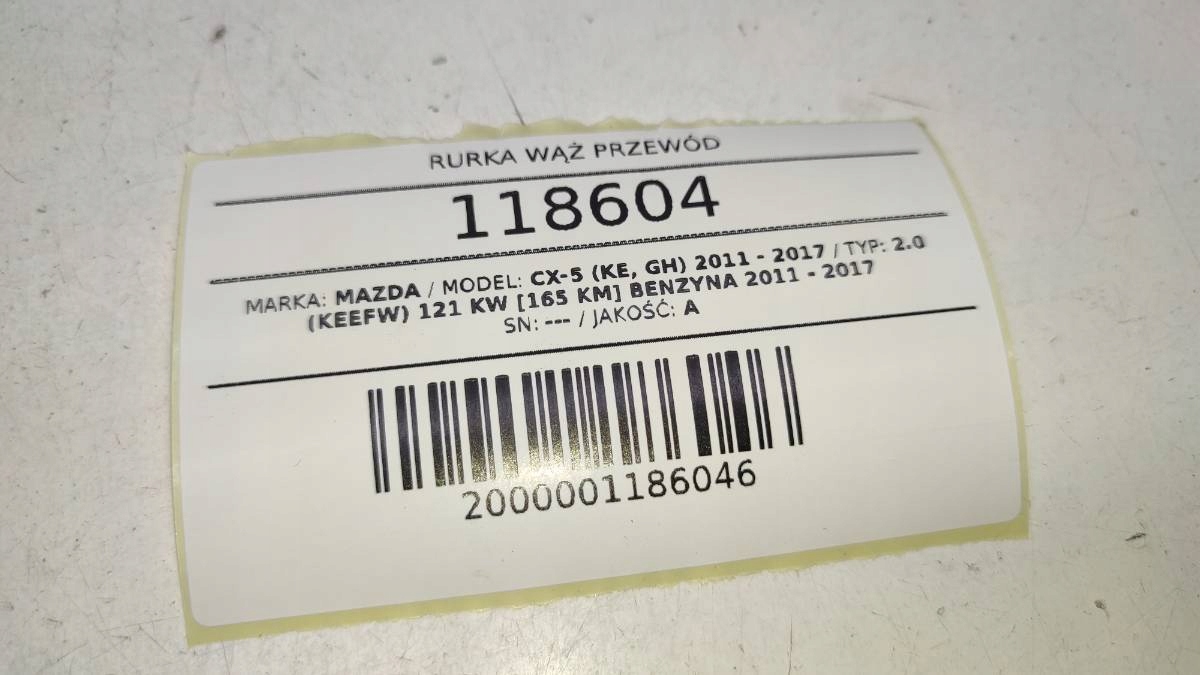 RURKA WĄŻ PRZEWÓD
118604
MARKA: MAZDA / MODEL: CX-5 (KE, GH) 2011 - 2017 / TYP: 2.0
(KEEFW) 121 KW [165 KM] BENZYNA 2011 - 2017
SN: --- / JAKOŚĆ: A
2000001186046